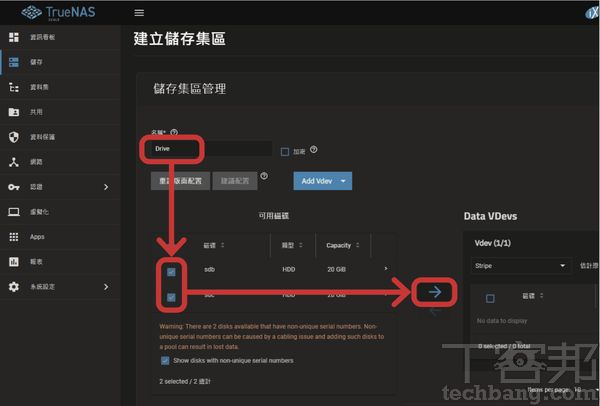 TrueNAS
SCALE
iX
資訊看板
建立儲存集區
儲存
資料集
儲存集區管理
共用
資料保護
名稱*
Drive
加密
網路
認證
重設版面配置
建議配置
Add Vdev
虛擬化
可用磁碟
Data VDevs
Apps
磁碟
類型
Capacity
Vdev (1/1)
報表
sdb
HDD
20 GiB
Stripe
系統設定
sdc
HDD
20 GiB
磁碟
No data to display
Warning: There are 2 disks available that have non-unique serial numbers. Non-
unique serial numbers can be caused by a cabling issue and adding such disks to
a pool can result in lost data.
0 selected / 0 total
Show disks with non-unique serial numbers
2 selected / 2 總計
Items per page: 10
T客邦
techbang.com